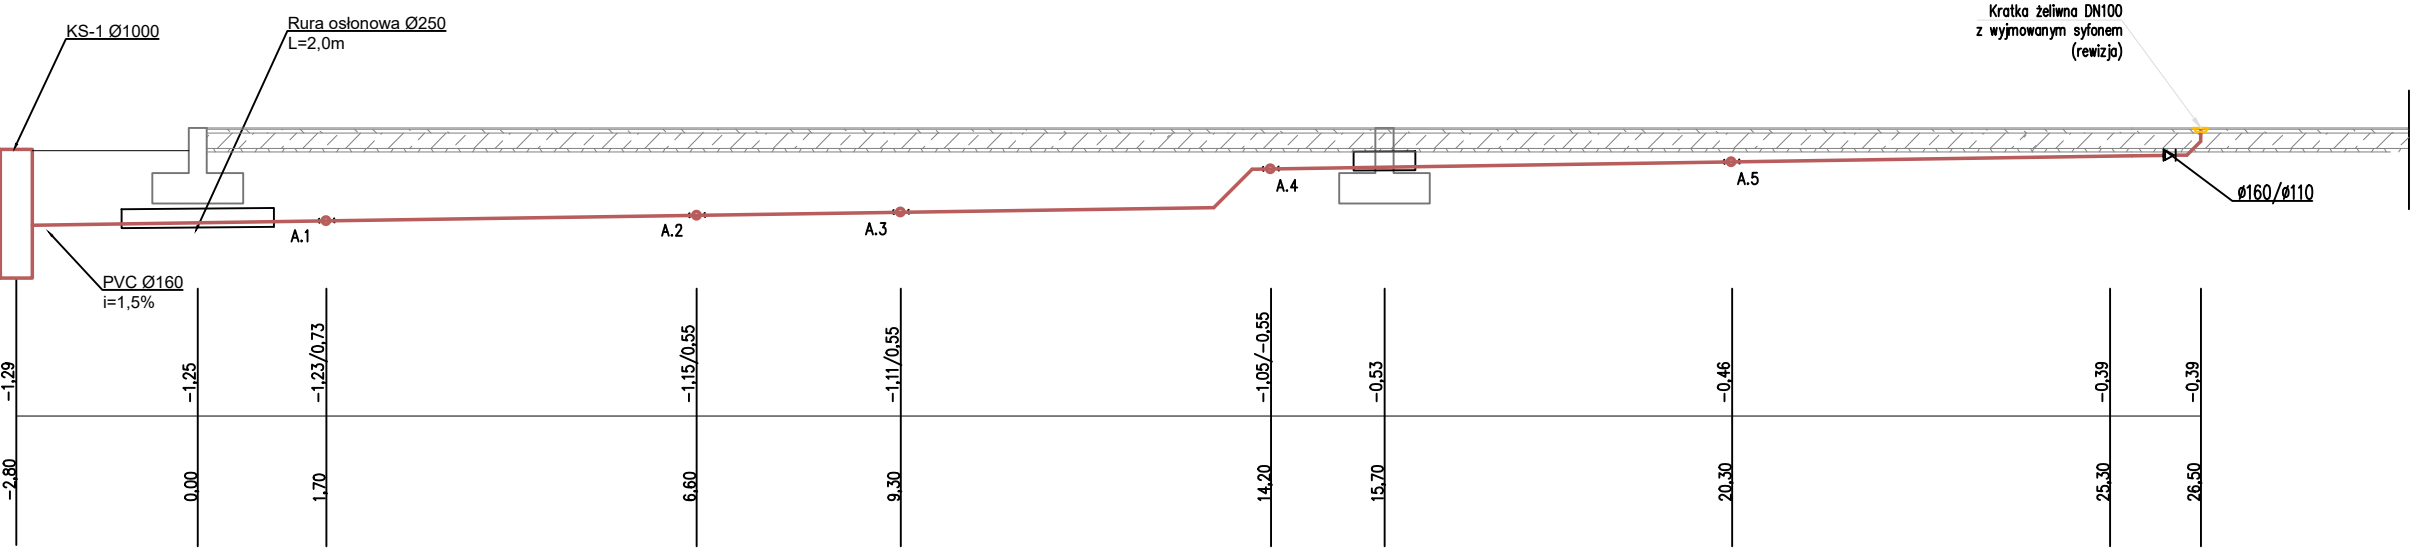 KS-1 Ø1000
Rura osłonowa Ø250
L=2,0m
Kratka żeliwna DN100
z wyjmowanym syfonem
(rewizja)
A.1
A.2
A.3
A.4
A.5
ø160/ø110
PVC Ø160
i=1,5%
-1,29
-1,25
-1,23/0,73
-1,15/0,55
-1,11/0,55
-1,05/-0,55
-0,53
-0,46
-0,39
-0,39
-2,80
0,00
1,70
6,60
9,30
14,20
15,70
20,30
25,30
26,50